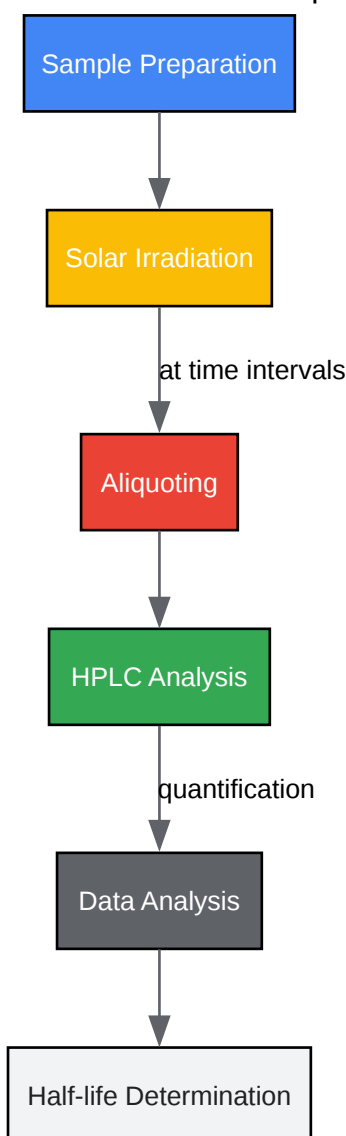 Sample Preparation
Solar Irradiation
at time intervals
Aliquoting
HPLC Analysis
quantification
Data Analysis
Half-life Determination